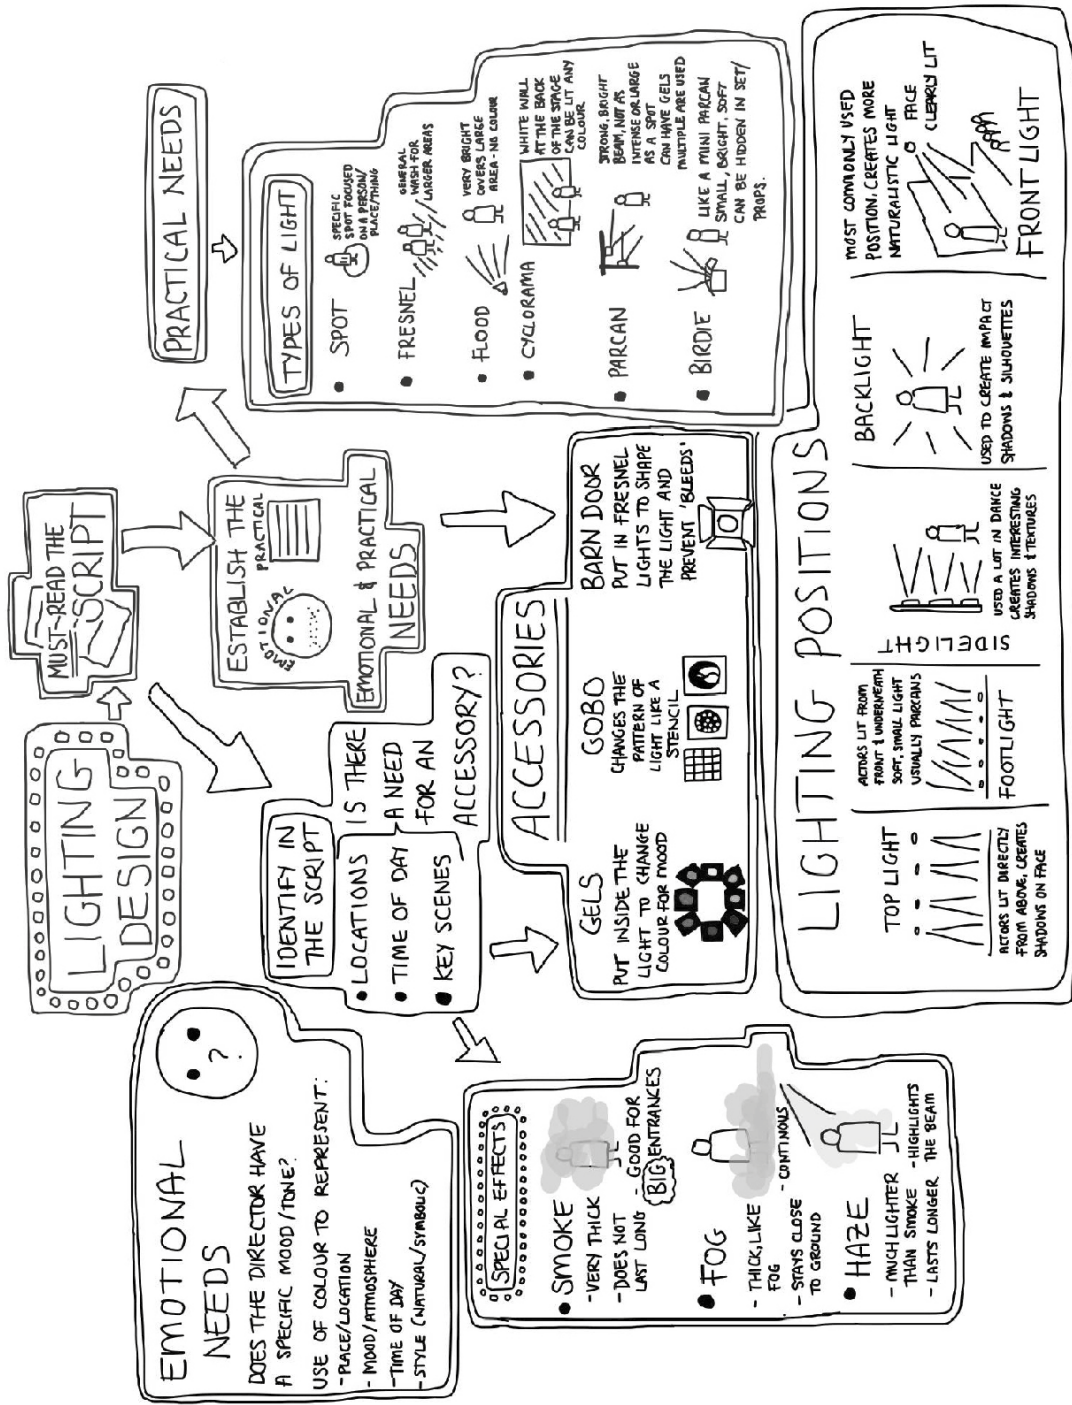 LIGHTING
DESIGN
MUST-READ THE
SCRIPT
ESTABLISH THE
EMOTIONAL
PRACTICAL
EMOTIONAL & PRACTICAL
NEEDS
PRACTICAL NEEDS
EMOTIONAL
NEEDS
?
DOES THE DIRECTOR HAVE
A SPECIFIC MOOD/TONE?
USE OF COLOUR TO REPRESENT:
- PLACE/LOCATION
- MOOD/ATMOSPHERE
- TIME OF DAY
- STYLE (NATURAL/SYMBOLIC)
IDENTIFY IN
THE SCRIPT
• LOCATIONS
• TIME OF DAY
• KEY SCENES
IS THERE
A NEED
FOR AN
ACCESSORY?
TYPES OF LIGHT
• SPOT
SPECIFIC
SPOT FOCUSED
ON A PERSON/
PLACE/THING
• FRESNEL
GENERAL
WASH FOR
LARGER AREAS
• FLOOD
VERY BRIGHT
COVERS LARGE
AREA - NO COLOUR
• CYCLORAMA
WHITE WALL
AT THE BACK
OF THE STAGE
CAN BE LIT ANY
COLOUR
• PARCAN
STRONG, BRIGHT
BEAM, NOT AS
INTENSE OR LARGE
AS A SPOT
CAN HAVE GELS
MULTIPLE ARE USED
• BIRDIE
LIKE A MINI PARCAN
SMALL, BRIGHT, SOFT
CAN BE HIDDEN IN SET/
PROPS.
SPECIAL EFFECTS
• SMOKE
- VERY THICK
- DOES NOT
LAST LONG
- GOOD FOR
BIG ENTRANCES
• FOG
- THICK, LIKE
FOG
- STAYS CLOSE
TO GROUND
- CONTINOUS
• HAZE
- MUCH LIGHTER
THAN SMOKE
- LASTS LONGER
- HIGHLIGHTS
THE BEAM
ACCESSORIES
GELS
PUT INSIDE THE
LIGHT TO CHANGE
COLOUR FOR MOOD
GOBO
CHANGES THE
PATTERN OF
LIGHT LIKE A
STENCIL
BARN DOOR
PUT IN FRESNEL
LIGHTS TO SHAPE
THE LIGHT AND
PREVENT 'BLEEDS'
LIGHTING POSITIONS
TOP LIGHT
ACTORS LIT DIRECTLY
FROM ABOVE, CREATES
SHADOWS ON FACE
ACTORS LIT FROM
FRONT & UNDERNEATH
SOFT, SMALL LIGHT
USUALLY PARCANS
FOOTLIGHT
SIDELIGHT
USED A LOT IN DANCE
CREATES INTERESTING
SHADOWS & TEXTURES
BACKLIGHT
USED TO CREATE IMPACT
SHADOWS & SILHOUETTES
MOST COMMONLY USED
POSITION, CREATES MORE
NATURALISTIC LIGHT
FACE
CLEARLY LIT
FRONT LIGHT